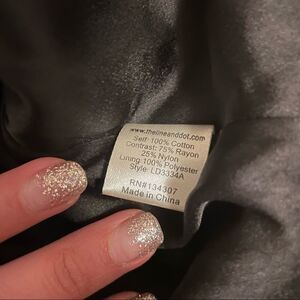 www.thelineanddot.com
Self: 100% Cotton
Contrast: 75% Rayon
25% Nylon
Lining: 100% Polyester
Style: LD3334A
RN#134307
Made in China